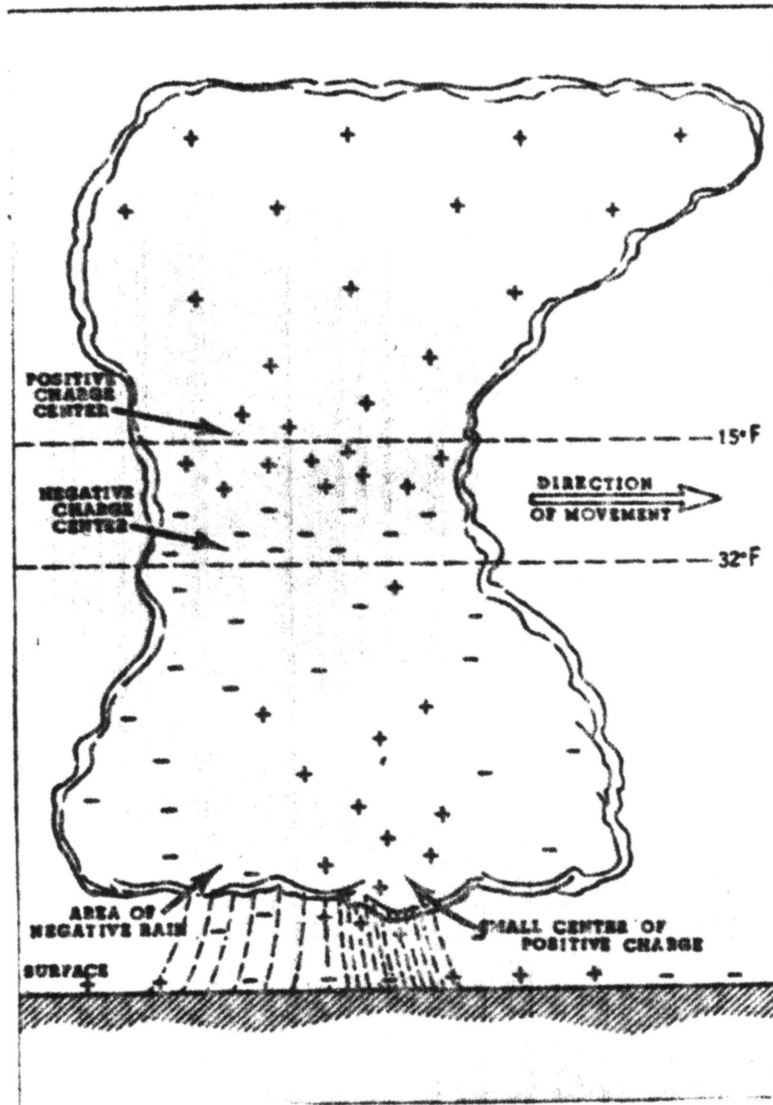 POSITIVE
CHARGE
CENTER
15°F
NEGATIVE
CHARGE
CENTER
DIRECTION
OF MOVEMENT
32°F
AREA OF
NEGATIVE RAIN
SMALL CENTER OF
POSITIVE CHARGE
SURFACE